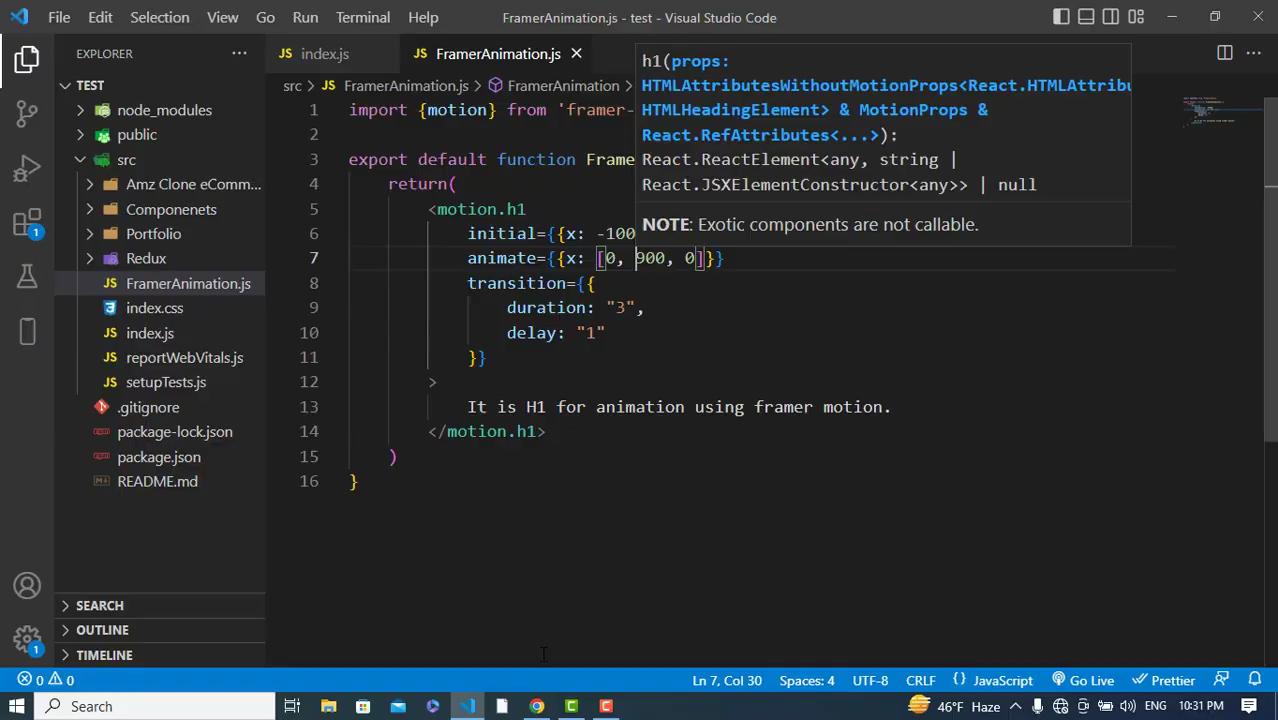 File Edit Selection View Go Run Terminal Help FramerAnimation.js - test - Visual Studio Code
EXPLORER
TEST
node_modules
public
src
Amz Clone eComm...
Componenets
Portfolio
Redux
FramerAnimation.js
index.css
index.js
reportWebVitals.js
setupTests.js
.gitignore
package-lock.json
package.json
README.md
SEARCH
OUTLINE
TIMELINE
1
1
JS index.js JS FramerAnimation.js
src > JS FramerAnimation.js > FramerAnimation
1 import {motion} from 'framer-
2
3 export default function Frame
4 return(
5 <motion.h1
6 initial={{x: -100
7 animate={{x: [0, 900, 0]}}
8 transition={{
9 duration: "3",
10 delay: "1"
11 }}
12 >
13 It is H1 for animation using framer motion.
14 </motion.h1>
15 )
16 }
h1(props:
HTMLAttributesWithoutMotionProps<React.HTMLAttribu
HTMLHeadingElement> & MotionProps &
React.RefAttributes<...>):
React.ReactElement<any, string |
React.JSXElementConstructor<any>> | null
NOTE: Exotic components are not callable.
0 0 Ln 7, Col 30 Spaces: 4 UTF-8 CRLF {} JavaScript Go Live Prettier
Search 46°F Haze ENG 10:31 PM